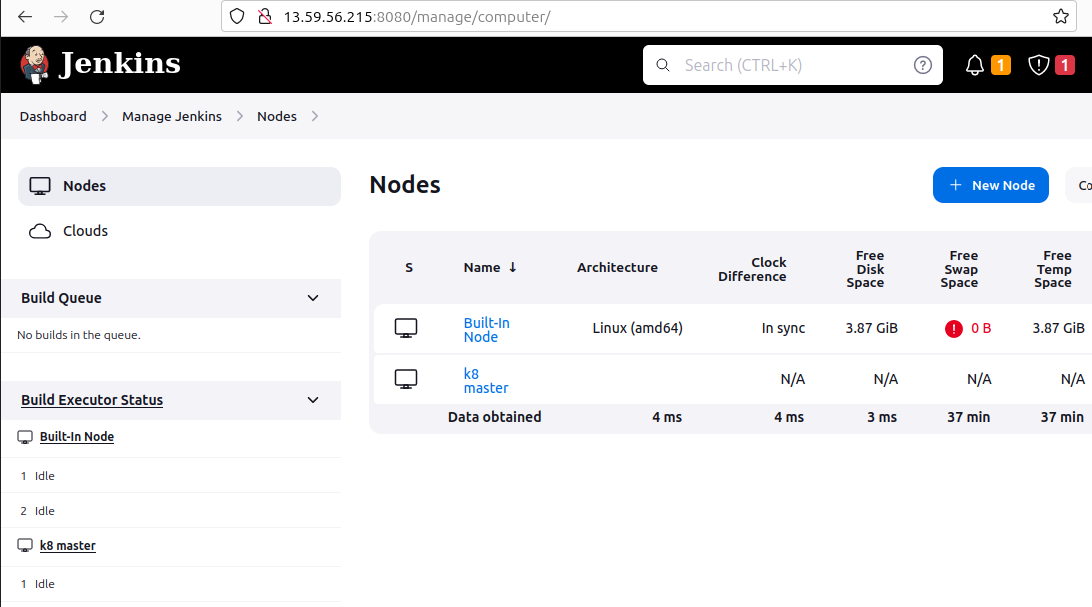 13.59.56.215:8080/manage/computer/
Jenkins
Search (CTRL+K)
?
1
1
Dashboard > Manage Jenkins > Nodes >
Nodes
Clouds
Build Queue
No builds in the queue.
Build Executor Status
Built-In Node
1 Idle
2 Idle
k8 master
1 Idle
Nodes
+ New Node
Co
S Name ↓ Architecture Clock Difference Free Disk Space Free Swap Space Free Temp Space
Built-In Node Linux (amd64) In sync 3.87 GiB ! 0 B 3.87 GiB
k8 master N/A N/A N/A N/A
Data obtained 4 ms 4 ms 3 ms 37 min 37 min